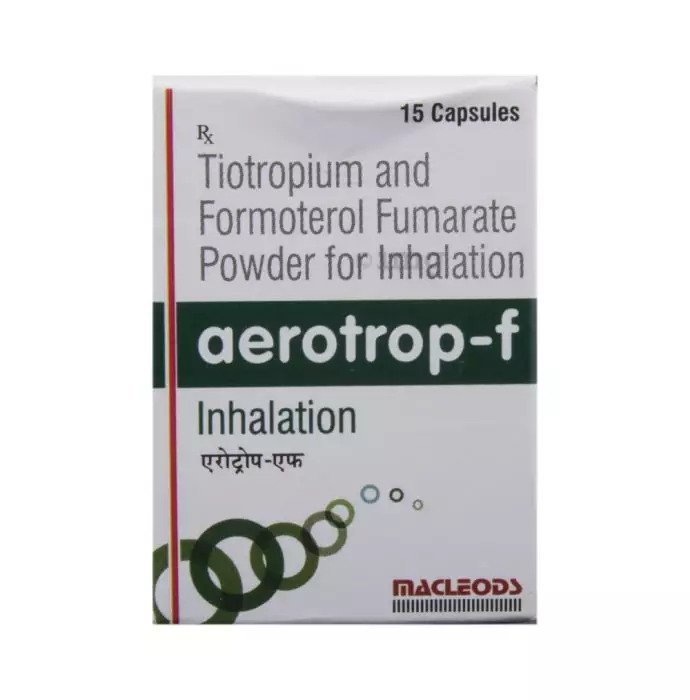 15 Capsules
Rx
Tiotropium and
Formoterol Fumarate
Powder for Inhalation
aerotrop-f
Inhalation
एरोट्रोप-एफ
MACLEODS